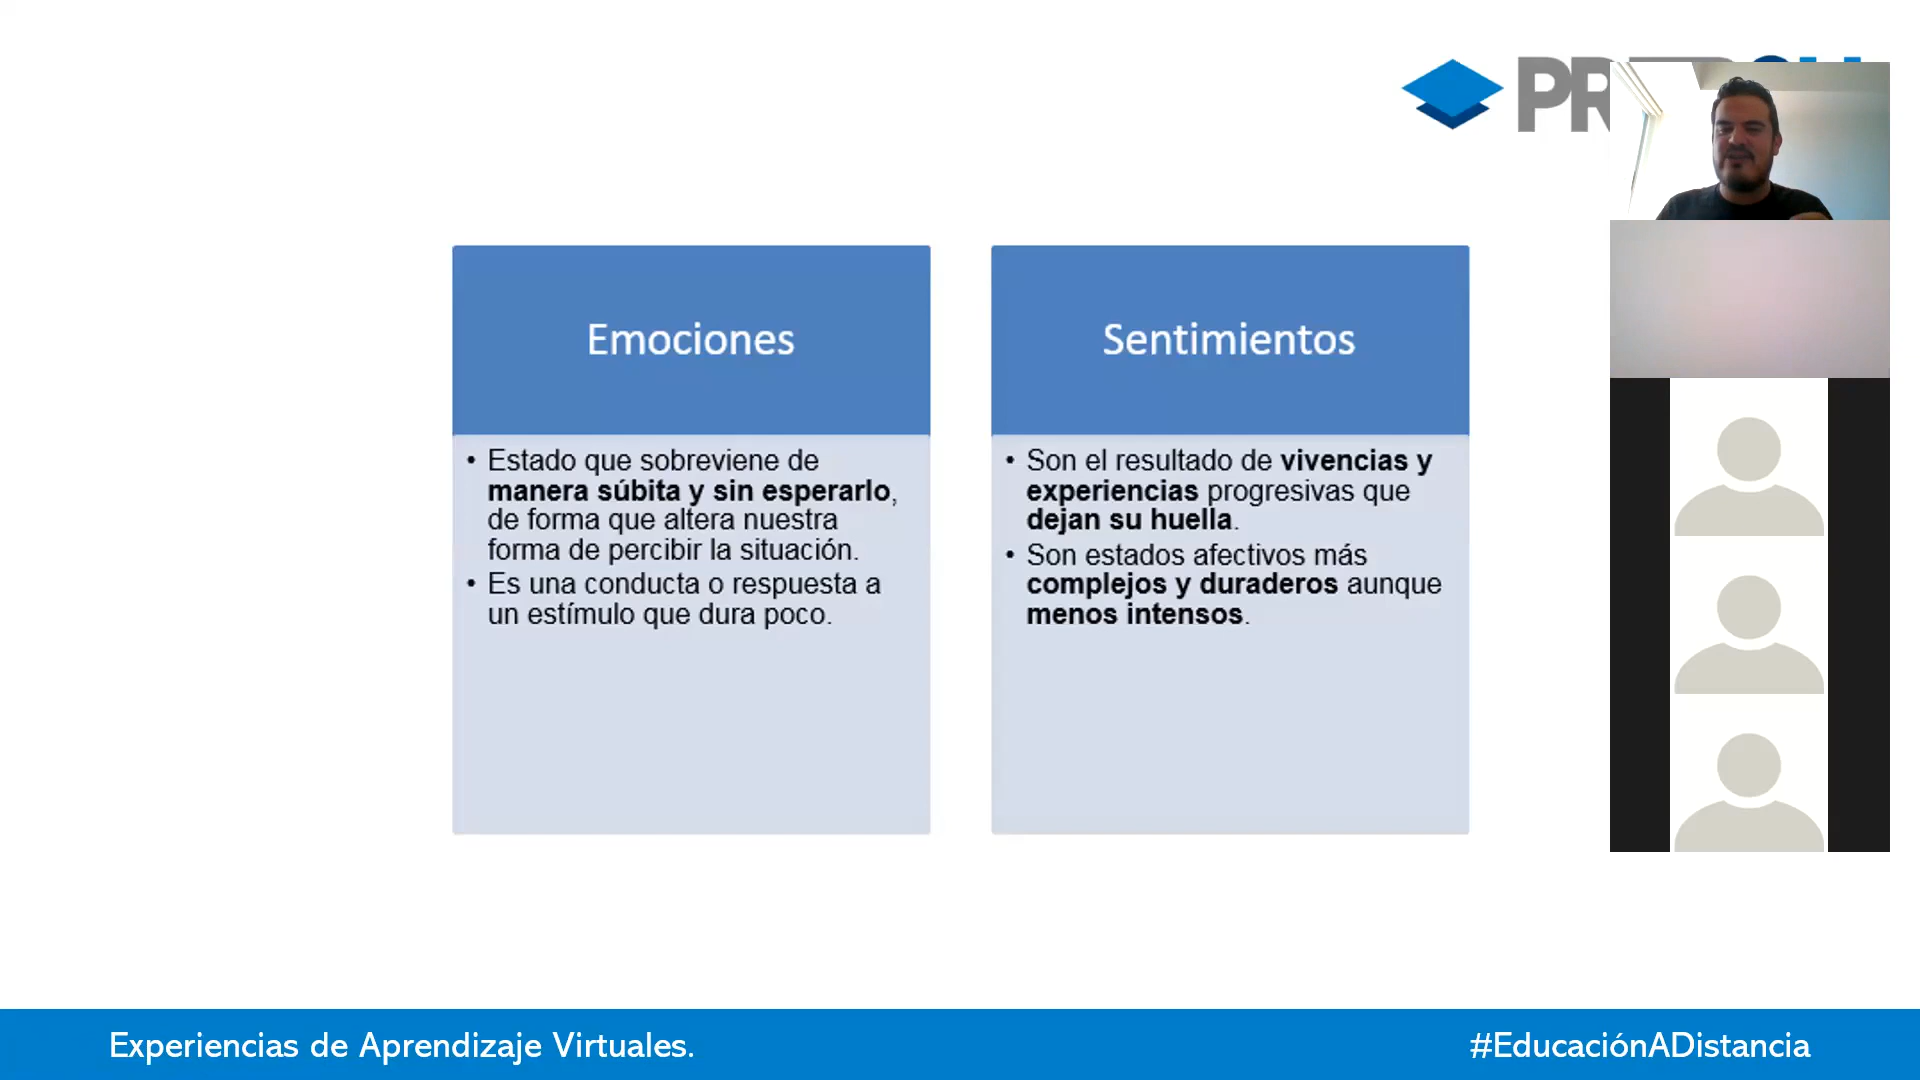 Emociones
Estado que sobreviene de
manera súbita y sin esperarlo,
de forma que altera nuestra
forma de percibir la situación.
Es una conducta o respuesta a
un estímulo que dura poco.
Sentimientos
Son el resultado de vivencias y
experiencias progresivas que
dejan su huella.
Son estados afectivos más
complejos y duraderos aunque
menos intensos.
Experiencias de Aprendizaje Virtuales.
#EducaciónADistancia